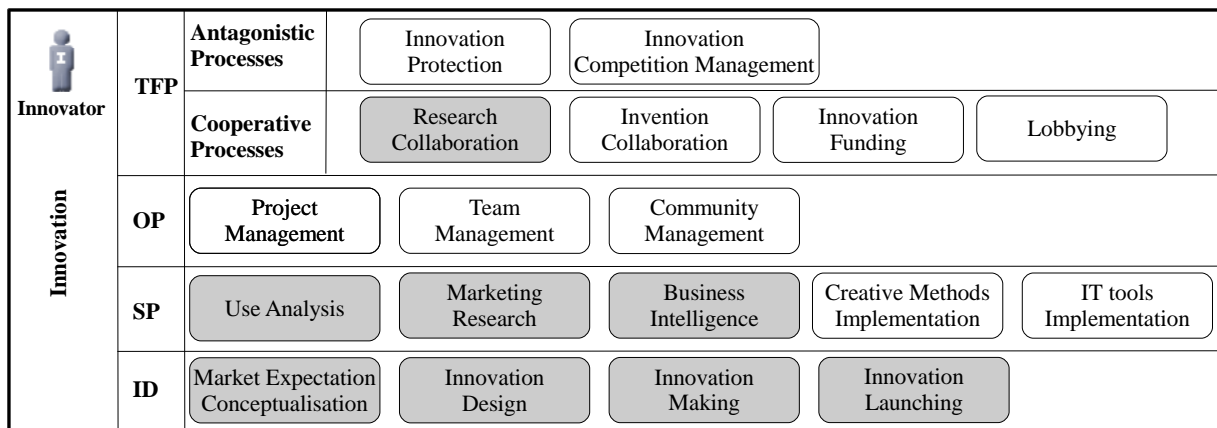 I
Innovator
Innovation
TFP
Antagonistic
Processes
Innovation
Protection
Innovation
Competition Management
Cooperative
Processes
Research
Collaboration
Invention
Collaboration
Innovation
Funding
Lobbying
OP
Project
Management
Team
Management
Community
Management
SP
Use Analysis
Marketing
Research
Business
Intelligence
Creative Methods
Implementation
IT tools
Implementation
ID
Market Expectation
Conceptualisation
Innovation
Design
Innovation
Making
Innovation
Launching